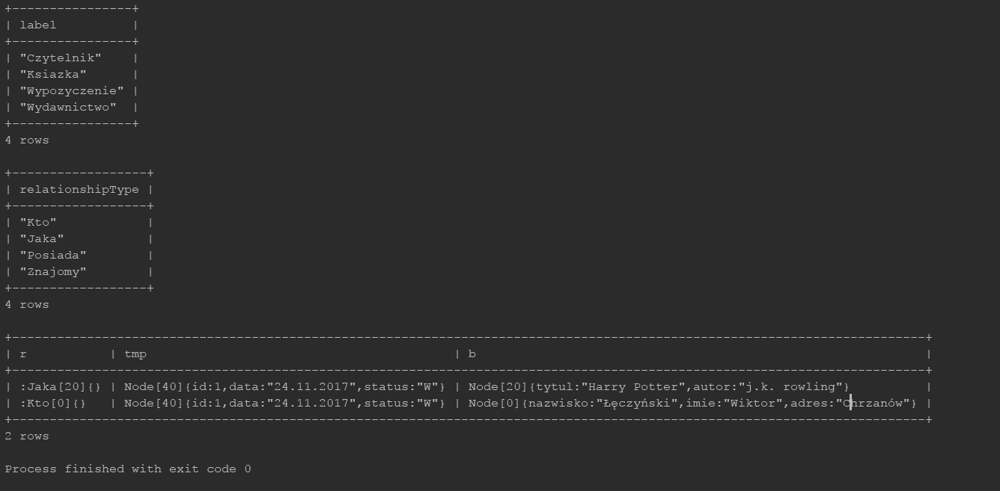 +----------------+
| label          |
+----------------+
| "Czytelnik"    |
| "Ksiazka"      |
| "Wypozyczenie" |
| "Wydawnictwo"  |
+----------------+
4 rows

+------------------+
| relationshipType |
+------------------+
| "Kto"            |
| "Jaka"           |
| "Posiada"        |
| "Znajomy"        |
+------------------+
4 rows

+--------------------------------------------------------------------------------------------------------------------------+
| r           | tmp                                         | b                                                            |
+--------------------------------------------------------------------------------------------------------------------------+
| :Jaka[20]{} | Node[40]{id:1,data:"24.11.2017",status:"W"} | Node[20]{tytul:"Harry Potter",autor:"j.k. rowling"}          |
| :Kto[0]{}   | Node[40]{id:1,data:"24.11.2017",status:"W"} | Node[0]{nazwisko:"Łęczyński",imie:"Wiktor",adres:"Chrzanów"} |
+--------------------------------------------------------------------------------------------------------------------------+
2 rows

Process finished with exit code 0